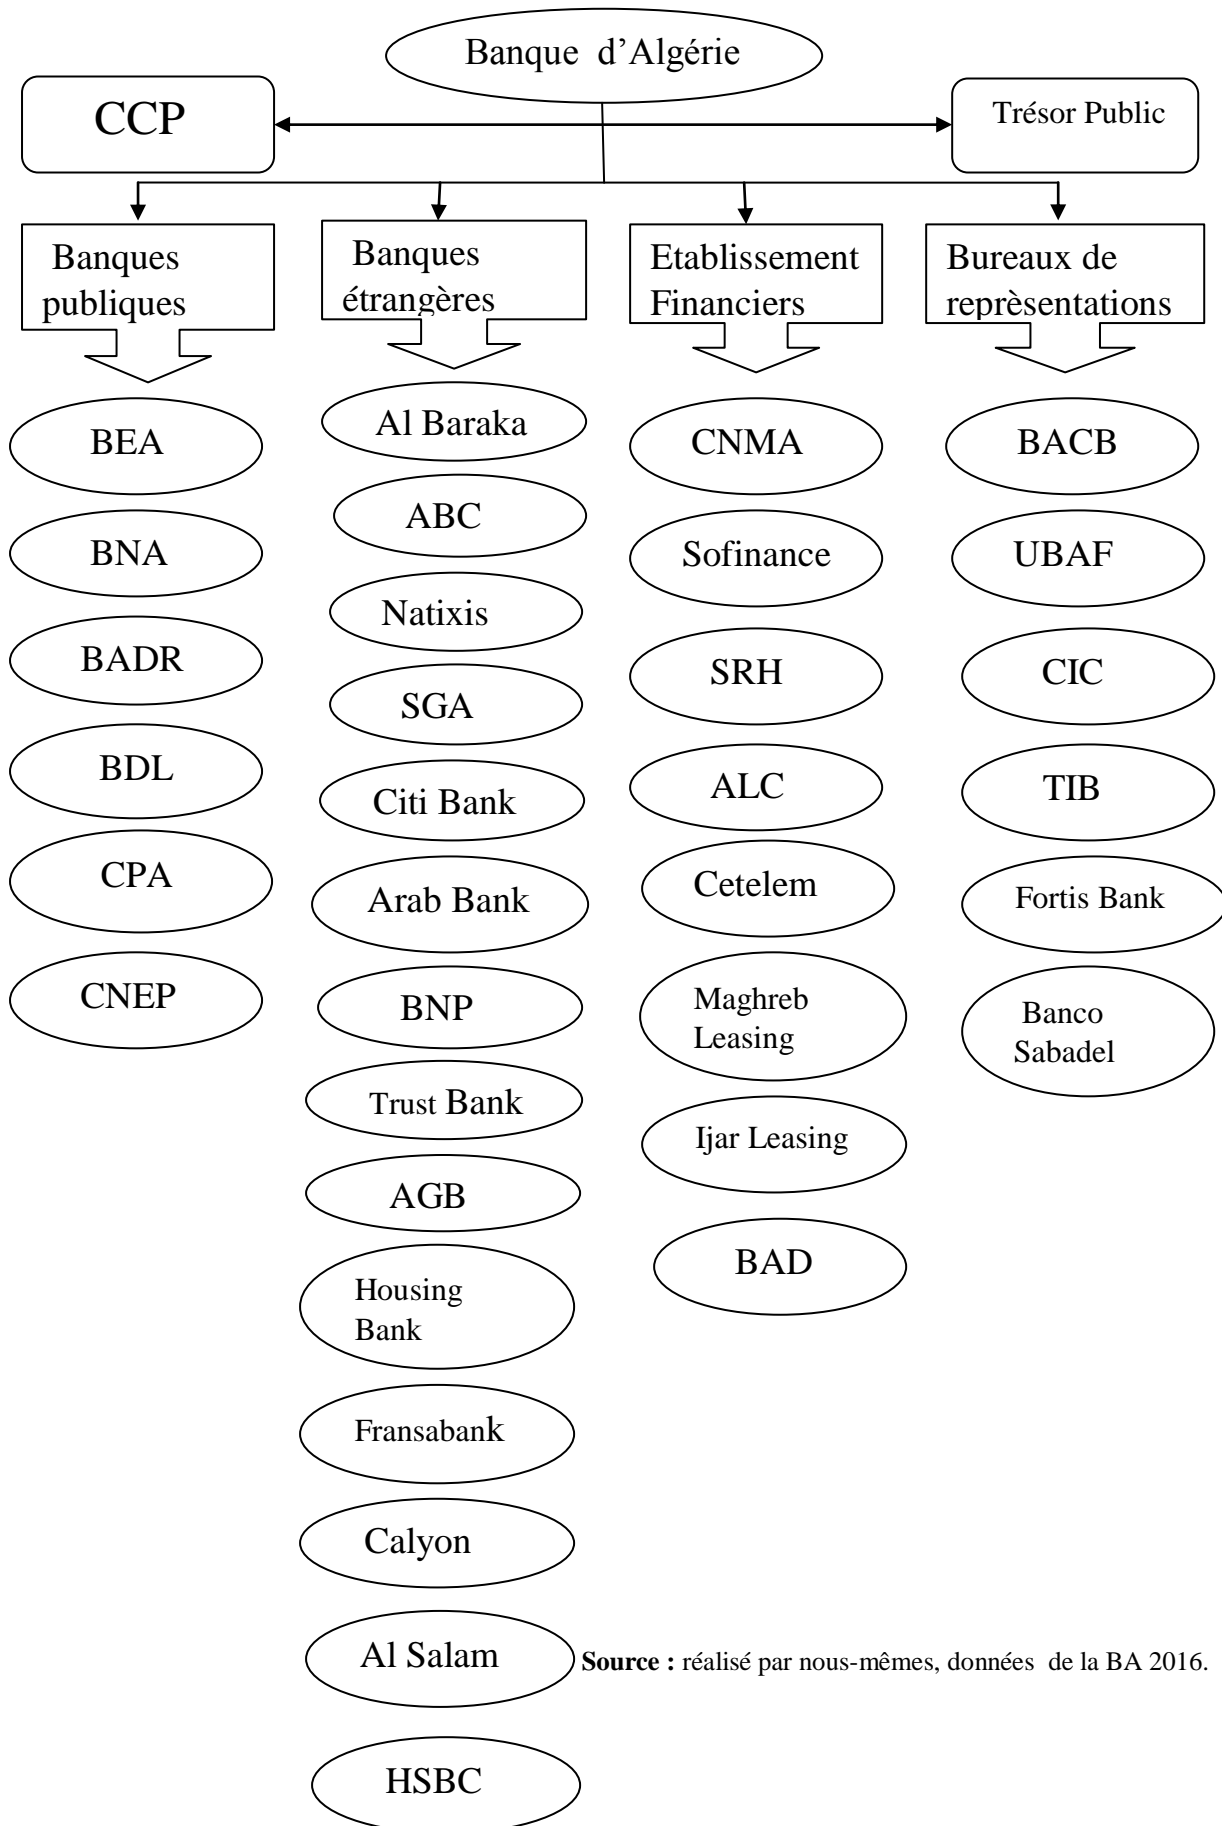 Banque d’Algérie
CCP
Trésor Public
Banques
publiques
Banques
étrangères
Etablissement
Financiers
Bureaux de
reprèsentations
BEA
BNA
BADR
BDL
CPA
CNEP
Al Baraka
ABC
Natixis
SGA
Citi Bank
Arab Bank
BNP
Trust Bank
AGB
Housing
Bank
Fransabank
Calyon
Al Salam
HSBC
CNMA
Sofinance
SRH
ALC
Cetelem
Maghreb
Leasing
Ijar Leasing
BAD
BACB
UBAF
CIC
TIB
Fortis Bank
Banco
Sabadel
Source : réalisé par nous-mêmes, données de la BA 2016.